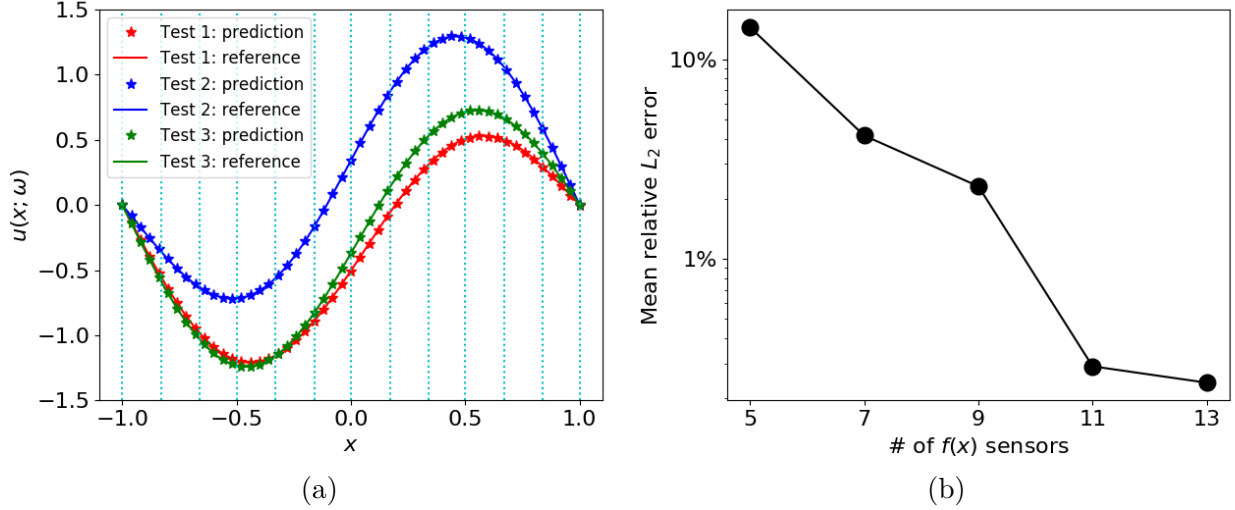 1.5
1.0
0.5
0.0
−0.5
−1.0
−1.5
u(x; ω)
Test 1: prediction
Test 1: reference
Test 2: prediction
Test 2: reference
Test 3: prediction
Test 3: reference
−1.0 −0.5 0.0 0.5 1.0
x
(a)
10%
1%
Mean relative L₂ error
5 7 9 11 13
# of f(x) sensors
(b)